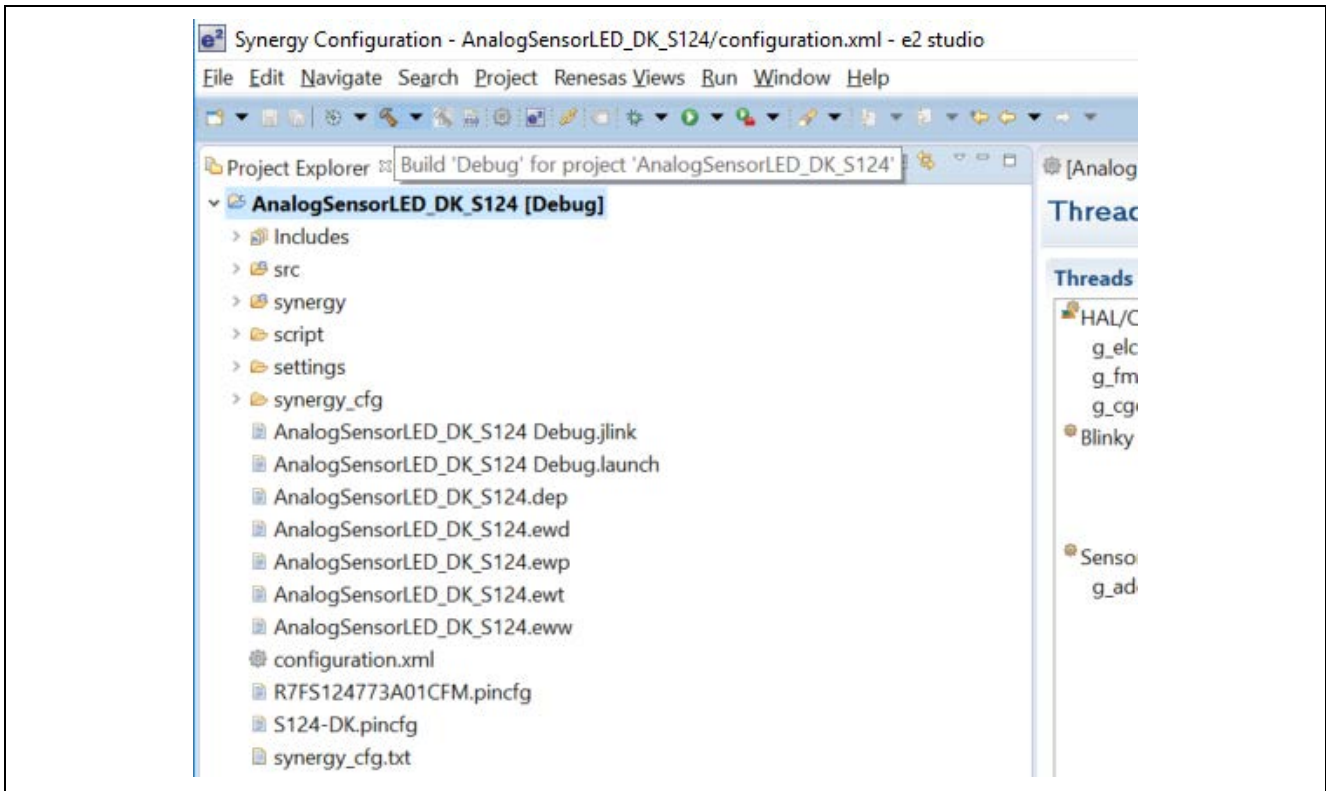 e² Synergy Configuration - AnalogSensorLED_DK_S124/configuration.xml - e2 studio
File Edit Navigate Search Project Renesas Views Run Window Help
Project Explorer Build 'Debug' for project 'AnalogSensorLED_DK_S124' [Analog
AnalogSensorLED_DK_S124 [Debug]
Threac
Includes
src
Threads
synergy
HAL/C
script
g_elc
settings
g_fm
synergy_cfg
g_cg
AnalogSensorLED_DK_S124 Debug.jlink
Blinky
AnalogSensorLED_DK_S124 Debug.launch
AnalogSensorLED_DK_S124.dep
AnalogSensorLED_DK_S124.ewd
AnalogSensorLED_DK_S124.ewp
Senso
AnalogSensorLED_DK_S124.ewt
g_ad
AnalogSensorLED_DK_S124.eww
configuration.xml
R7FS124773A01CFM.pincfg
S124-DK.pincfg
synergy_cfg.txt